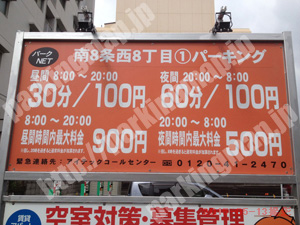 パーク
NET
南8条西8丁目①パーキング
昼間 8:00～20:00
30分/100円
夜間 20:00～8:00
60分/100円
8:00～20:00
昼間時間内最大料金 900円
20:00～8:00
夜間時間内最大料金 500円
緊急連絡先:
コールセンター
2470
賃貸
空室対策・募集管理